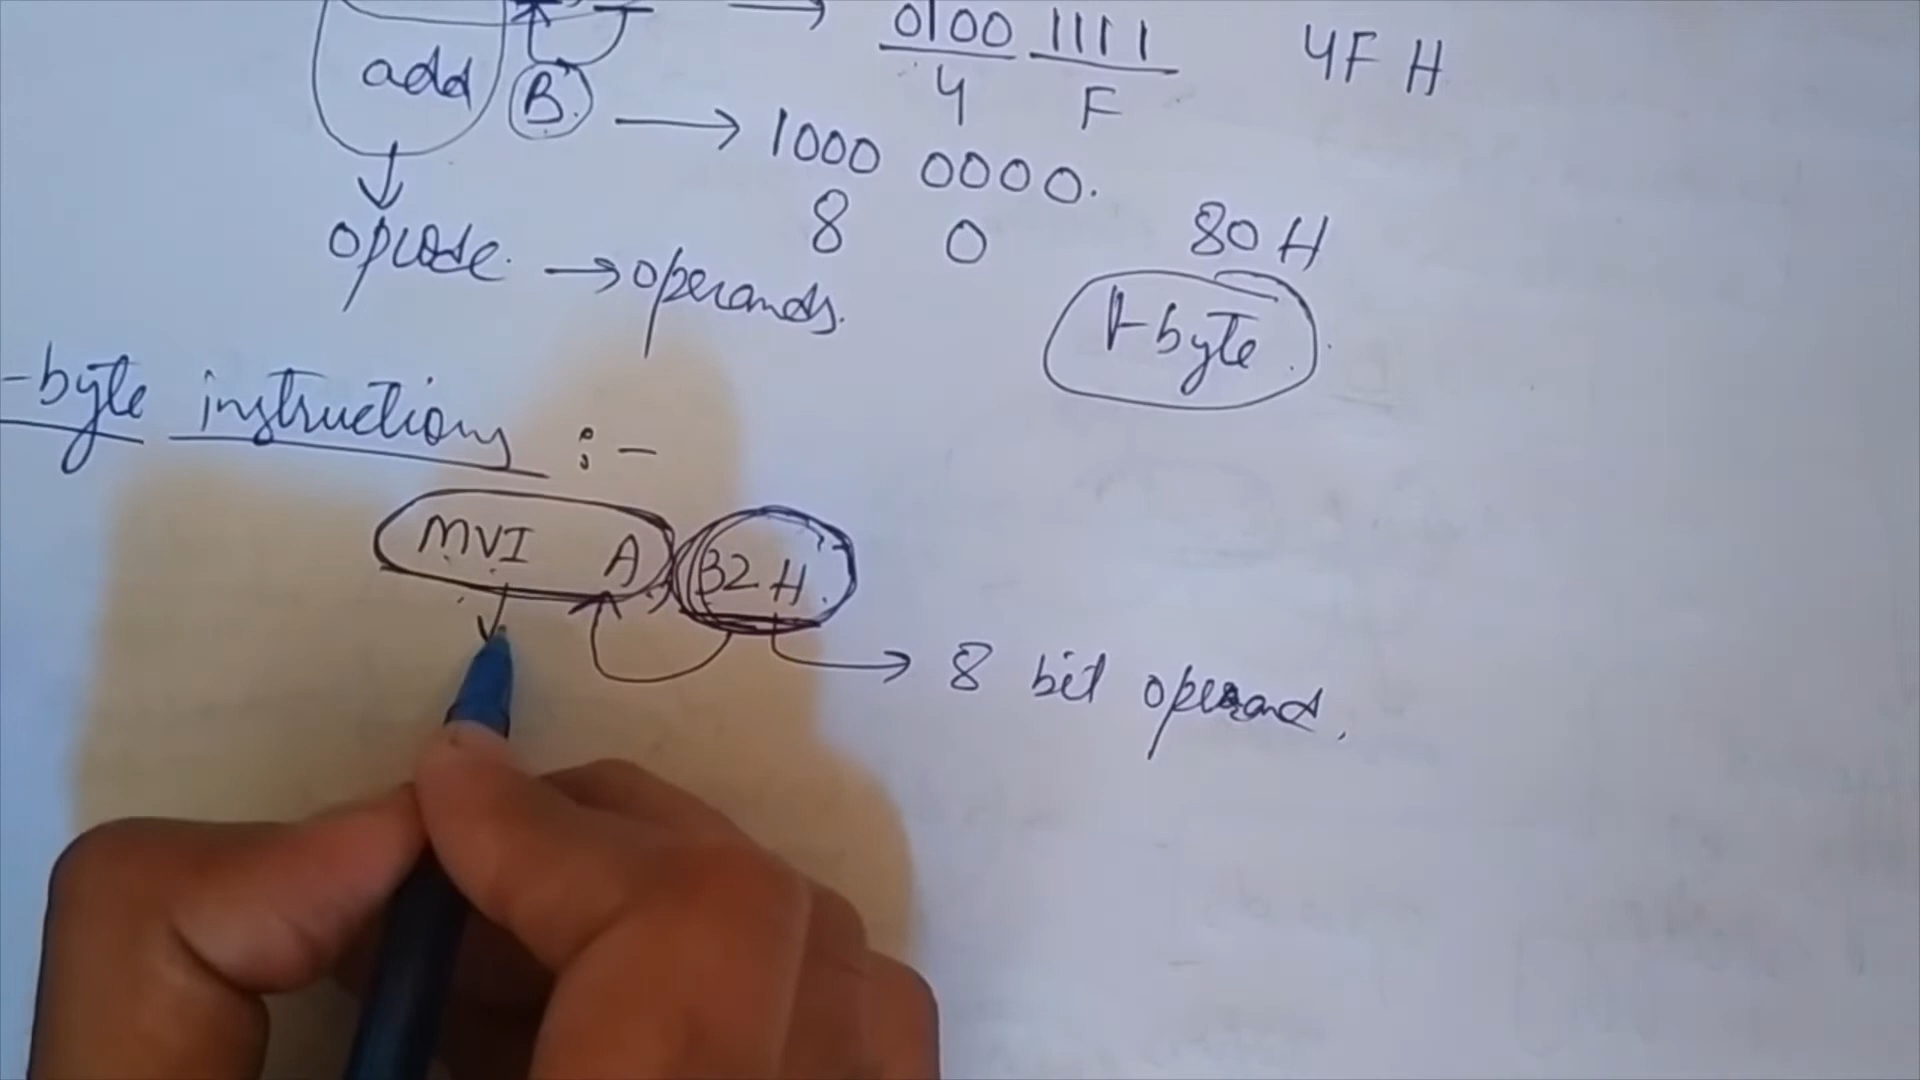 0100 1111 4F H
4 F
add B → 1000 0000.
8 0 80 H
opcode. → operands.
1-byte
-byte instructions :-
MVI A, 32 H.
8 bit operand.